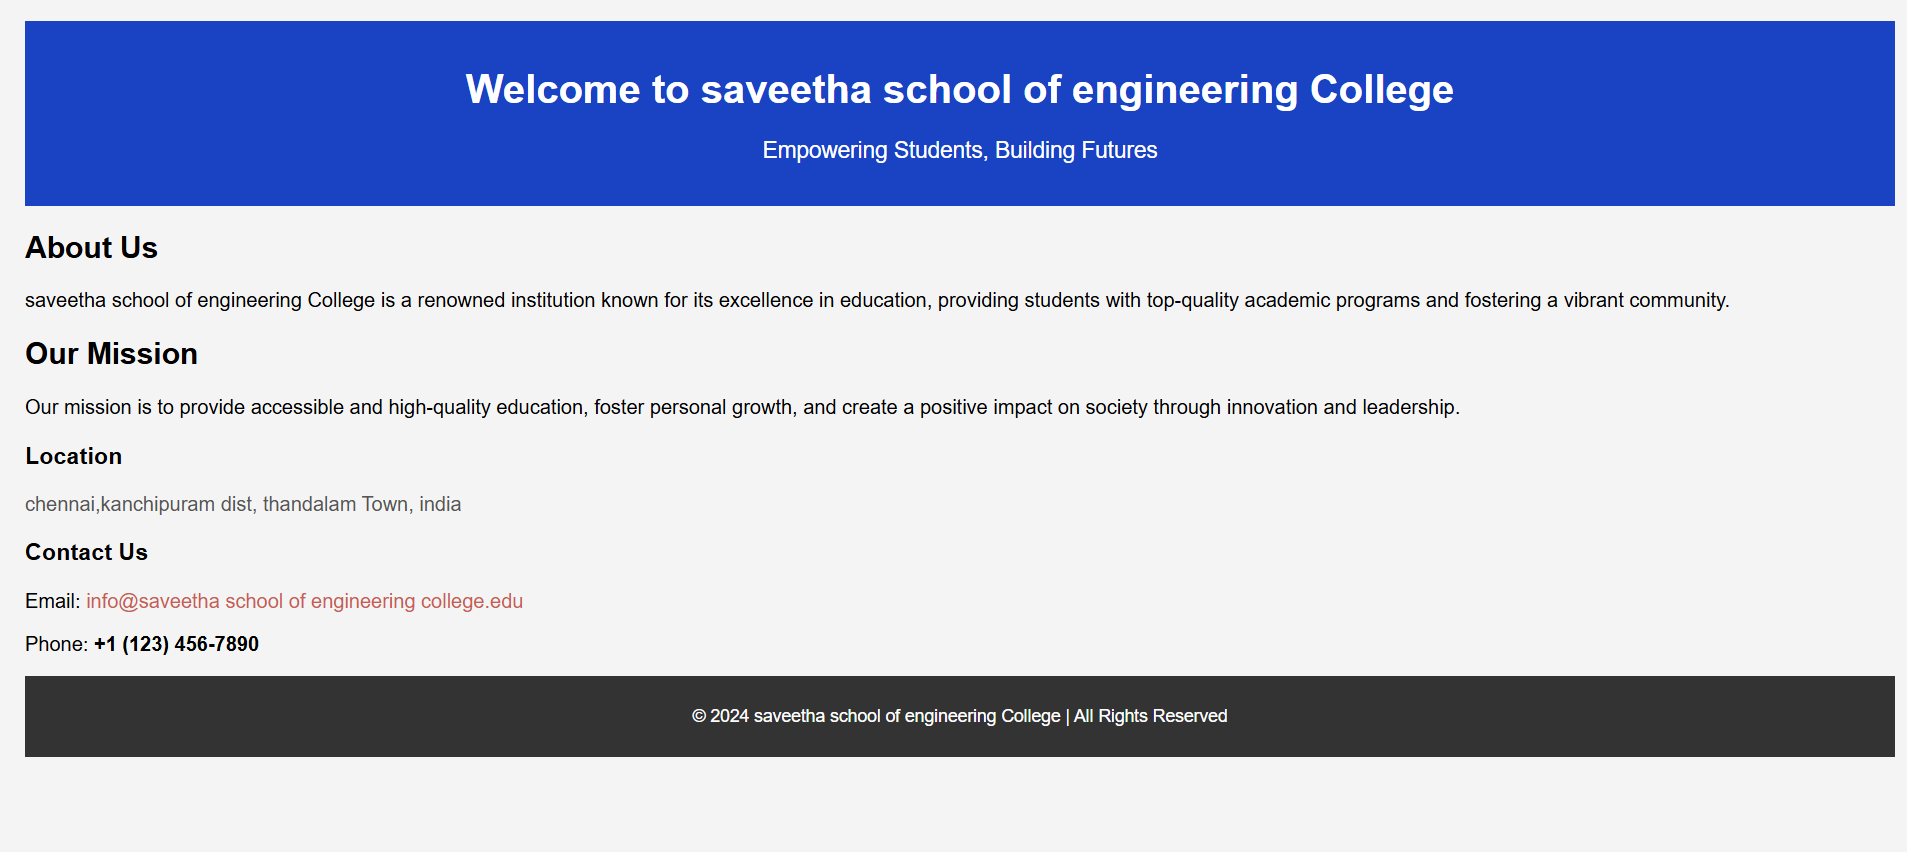 Welcome to saveetha school of engineering College
Empowering Students, Building Futures
About Us
saveetha school of engineering College is a renowned institution known for its excellence in education, providing students with top-quality academic programs and fostering a vibrant community.
Our Mission
Our mission is to provide accessible and high-quality education, foster personal growth, and create a positive impact on society through innovation and leadership.
Location
chennai,kanchipuram dist, thandalam Town, india
Contact Us
Email: info@saveetha school of engineering college.edu
Phone: +1 (123) 456-7890
© 2024 saveetha school of engineering College | All Rights Reserved